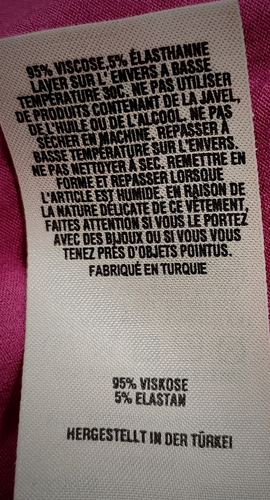 95% VISCOSE,5% ÉLASTHANNE
LAVER SUR L' ENVERS A BASSE
TEMPÉRATURE 30C. NE PAS UTILISER
DE PRODUITS CONTENANT DE LA JAVEL,
DE L'HUILE OU DE L'ALCOOL. NE PAS
SÉCHER EN MACHINE. REPASSER À
BASSE TEMPÉRATURE SUR L'ENVERS.
NE PAS NETTOYER À SEC. REMETTRE EN
FORME ET REPASSER LORSQUE
L'ARTICLE EST HUMIDE. EN RAISON DE
LA NATURE DÉLICATE DE CE VÊTEMENT,
FAITES ATTENTION SI VOUS LE PORTEZ
AVEC DES BIJOUX OU SI VOUS VOUS
TENEZ PRÈS D'OBJETS POINTUS.
FABRIQUÉ EN TURQUIE
95% VISKOSE
5% ELASTAN
HERGESTELLT IN DER TÜRKEI